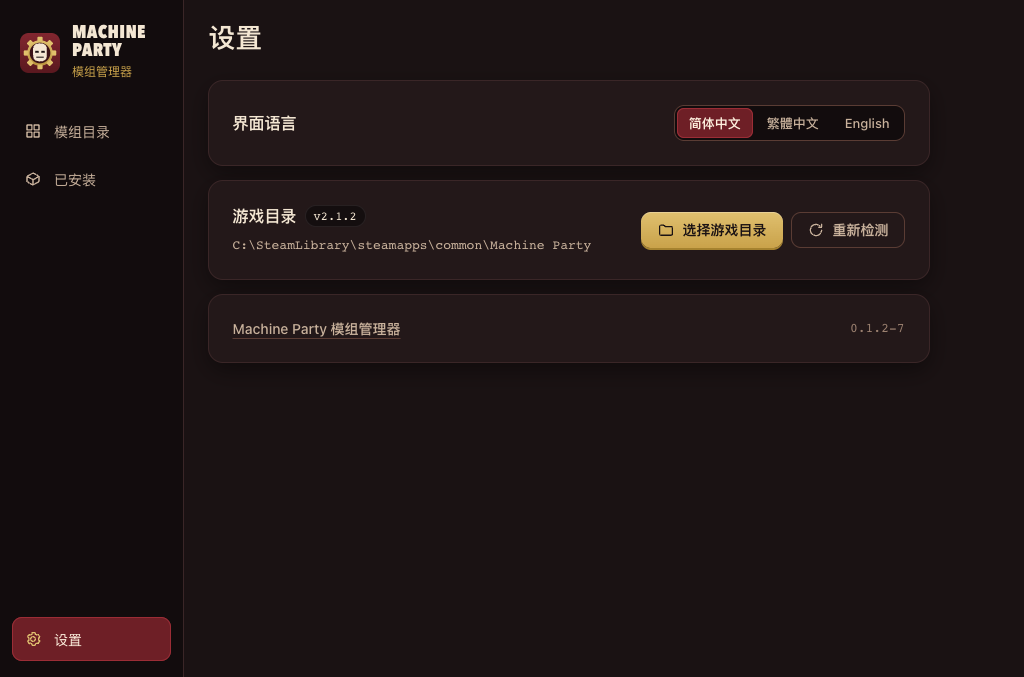 MACHINE
PARTY
模组管理器
模组目录
已安装
设置
设置
界面语言
简体中文
繁體中文
English
游戏目录
v2.1.2
C:\SteamLibrary\steamapps\common\Machine Party
选择游戏目录
重新检测
Machine Party 模组管理器
0.1.2-7